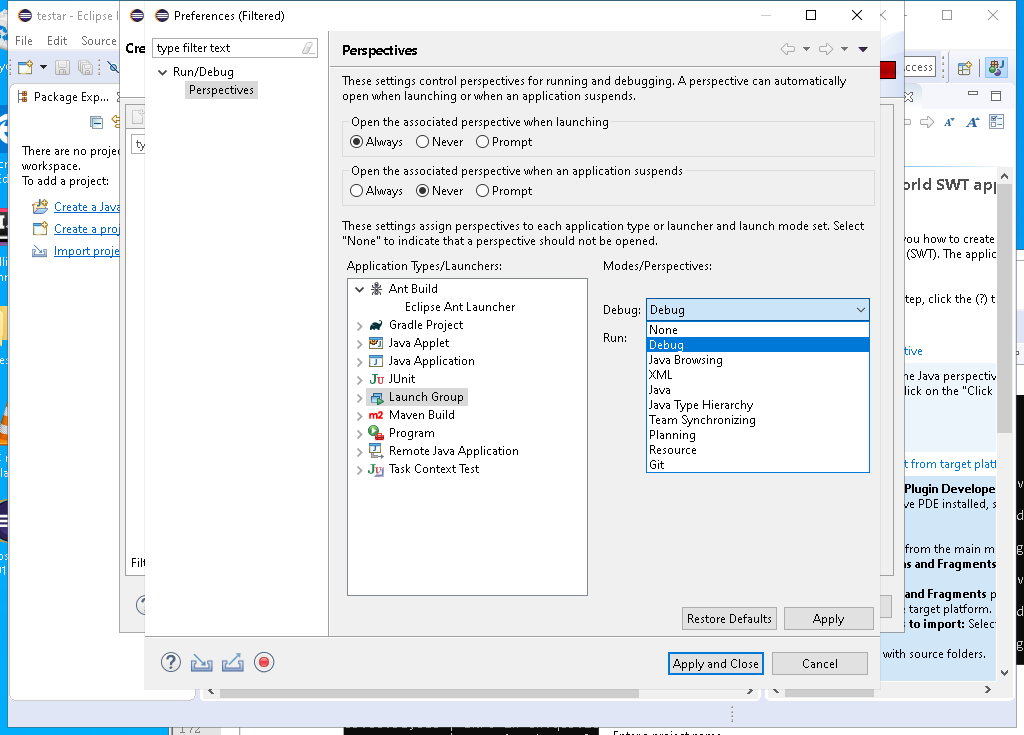 testar - Eclipse I
Preferences (Filtered)
File Edit Source
Cre
type filter text
Perspectives
Run/Debug
Perspectives
Package Exp...
These settings control perspectives for running and debugging. A perspective can automatically
open when launching or when an application suspends.
Open the associated perspective when launching
Always Never Prompt
There are no projec
workspace.
To add a project:
ty
Open the associated perspective when an application suspends
Always Never Prompt
Create a Java
Create a proj
Import proje
These settings assign perspectives to each application type or launcher and launch mode set. Select
"None" to indicate that a perspective should not be opened.
Application Types/Launchers:
Ant Build
Eclipse Ant Launcher
Gradle Project
Java Applet
Java Application
JUnit
Launch Group
Maven Build
Program
Remote Java Application
Task Context Test
Modes/Perspectives:
Debug: Debug
Run:
None
Debug
Java Browsing
XML
Java
Java Type Hierarchy
Team Synchronizing
Planning
Resource
Git
Filt
Restore Defaults Apply
Apply and Close Cancel
ccess
orld SWT app
you how to create
(SWT). The applic
tep, click the (?) t
tive
he Java perspectiv
lick on the "Click
t from target platf
Plugin Develope
ve PDE installed, s
from the main m
ns and Fragments
and Fragments p
e target platform.
s to import: Selec
with source folders.
172
Enter a project name